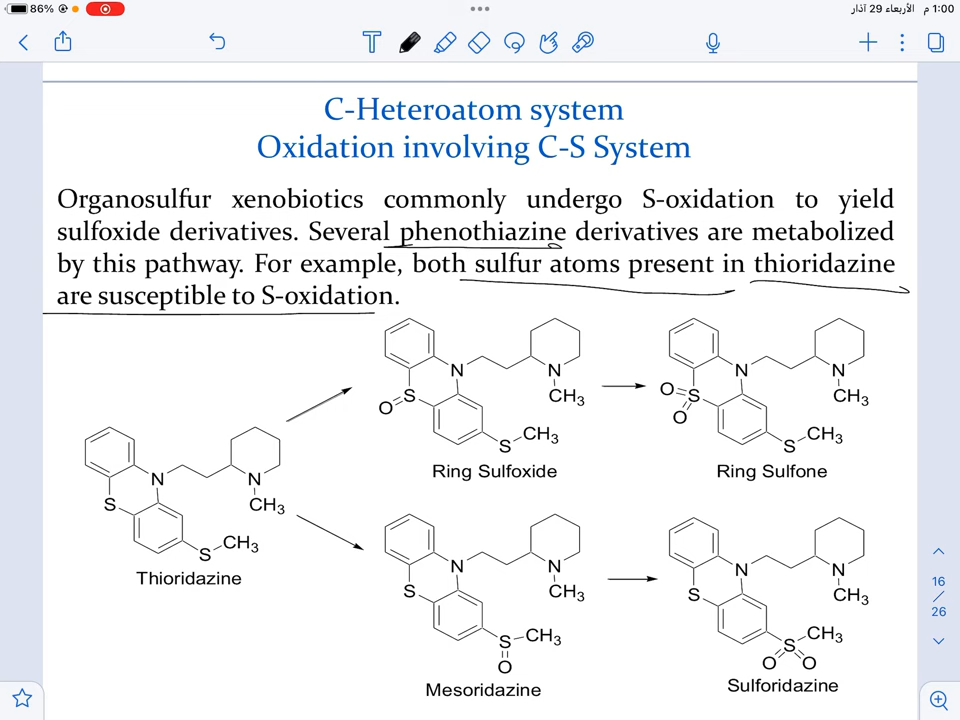 86%
1:00 م الأربعاء 29 آذار
T
C-Heteroatom system
Oxidation involving C-S System
Organosulfur xenobiotics commonly undergo S-oxidation to yield
sulfoxide derivatives. Several phenothiazine derivatives are metabolized
by this pathway. For example, both sulfur atoms present in thioridazine
are susceptible to S-oxidation.
N
N
CH3
S
O
S
CH3
Ring Sulfoxide
N
N
CH3
O
S
O
S
CH3
Ring Sulfone
N
N
CH3
S
S
CH3
Thioridazine
N
N
CH3
S
S
CH3
O
Mesoridazine
N
N
CH3
S
CH3
S
O
O
Sulforidazine
16
/
26